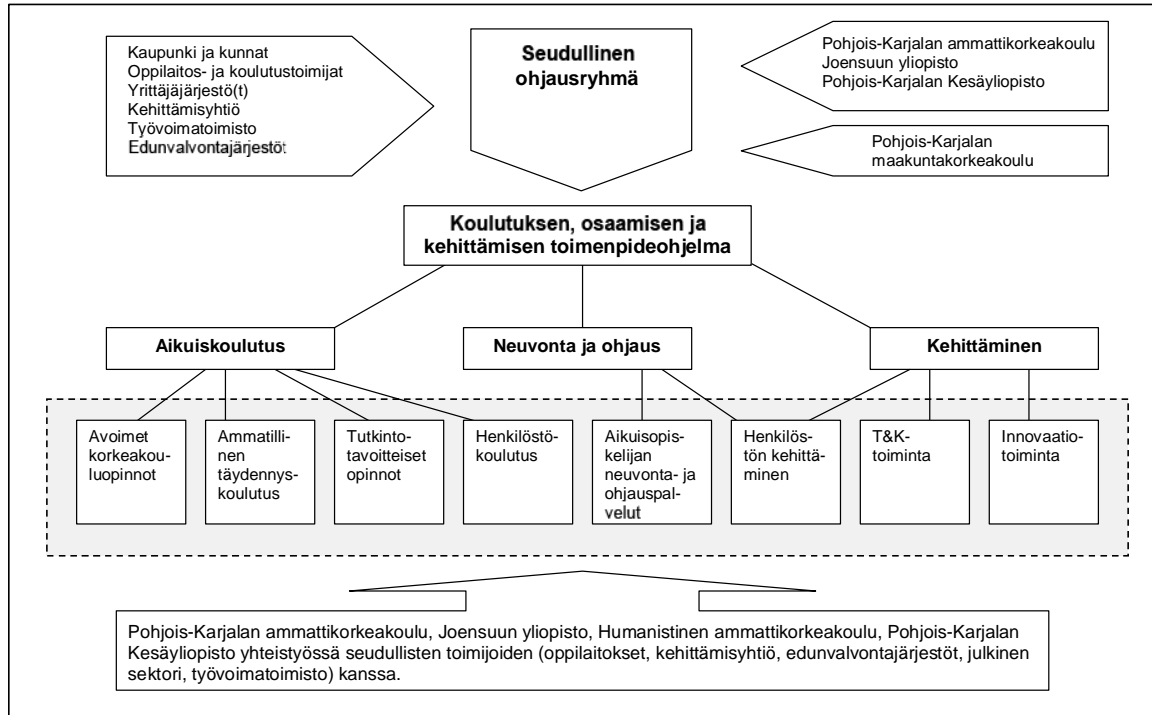 Kaupunki ja kunnat
Oppilaitos- ja koulutustoimijat
Yrittäjäjärjestö(t)
Kehittämisyhtiö
Työvoimatoimisto
Edunvalvontajärjestöt
Seudullinen
ohjausryhmä
Pohjois-Karjalan ammattikorkeakoulu
Joensuun yliopisto
Pohjois-Karjalan Kesäyliopisto
Pohjois-Karjalan
maakuntakorkeakoulu
Koulutuksen, osaamisen ja
kehittämisen toimenpideohjelma
Aikuiskoulutus
Neuvonta ja ohjaus
Kehittäminen
Avoimet
korkeakou-
luopinnot
Ammatilli-
nen
täydennys-
koulutus
Tutkinto-
tavoitteiset
opinnot
Henkilöstö-
koulutus
Aikuisopis-
kelijan
neuvonta- ja
ohjauspal-
velut
Henkilös-
tön kehittä-
minen
T&K-
toiminta
Innovaatio-
toiminta
Pohjois-Karjalan ammattikorkeakoulu, Joensuun yliopisto, Humanistinen ammattikorkeakoulu, Pohjois-Karjalan
Kesäyliopisto yhteistyössä seudullisten toimijoiden (oppilaitokset, kehittämisyhtiö, edunvalvontajärjestöt, julkinen
sektori, työvoimatoimisto) kanssa.